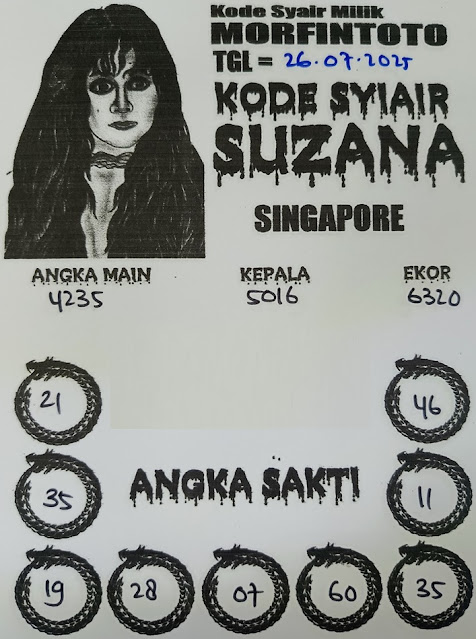 Kode Syair Milik
MORFINTOTO
TGL = 26.07.2025
KODE SYIAIR
SUZANA
SINGAPORE
ANGKA MAIN KEPALA EKOR
4235 5016 6320
21 46
ANGKA SAKTI
35 11
19 28 07 60 35